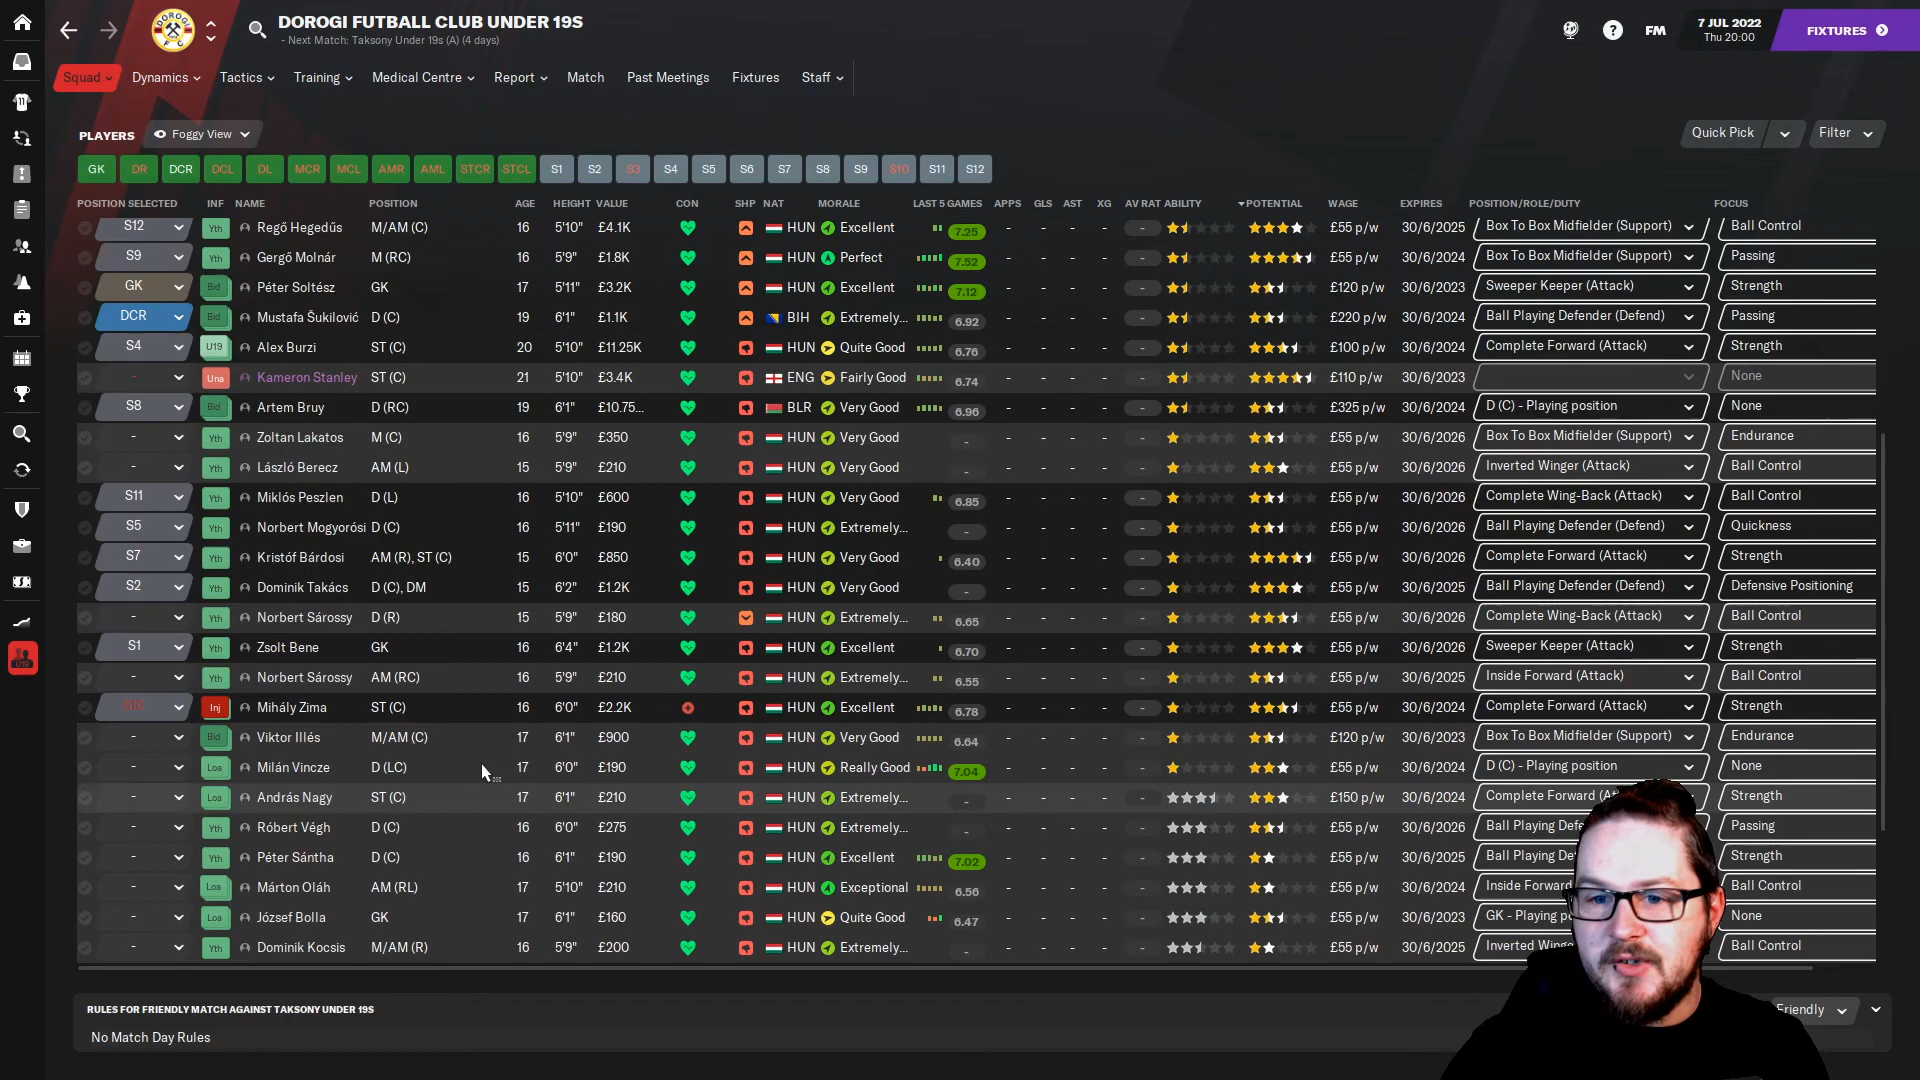 DOROGI FUTBALL CLUB UNDER 19S
- Next Match: Taksony Under 19s (A) (4 days)
FM
7 JUL 2022
Thu 20:00
FIXTURES
Squad Dynamics Tactics Training Medical Centre Report Match Past Meetings Fixtures Staff
PLAYERS Foggy View Quick Pick Filter
GK DR DCR DCL DL MCR MCL AMR AML STCR STCL S1 S2 S3 S4 S5 S6 S7 S8 S9 S10 S11 S12
POSITION SELECTED INF NAME POSITION AGE HEIGHT VALUE CON SHP NAT MORALE LAST 5 GAMES APPS GLS AST XG AV RAT ABILITY POTENTIAL WAGE EXPIRES POSITION/ROLE/DUTY FOCUS
S12 Yth Regő Hegedűs M/AM (C) 16 5'10" £4.1K HUN Excellent 7.25 - - - - - £55 p/w 30/6/2025 Box To Box Midfielder (Support) Ball Control
S9 Yth Gergő Molnár M (RC) 16 5'9" £1.8K HUN Perfect 7.52 - - - - - £55 p/w 30/6/2024 Box To Box Midfielder (Support) Passing
GK Bid Péter Soltész GK 17 5'11" £3.2K HUN Excellent 7.12 - - - - - £120 p/w 30/6/2023 Sweeper Keeper (Attack) Strength
DCR Bid Mustafa Šukilović D (C) 19 6'1" £1.1K BIH Extremely... 6.92 - - - - - £220 p/w 30/6/2024 Ball Playing Defender (Defend) Passing
S4 U19 Alex Burzi ST (C) 20 5'10" £11.25K HUN Quite Good 6.76 - - - - - £100 p/w 30/6/2024 Complete Forward (Attack) Strength
- Una Kameron Stanley ST (C) 21 5'10" £3.4K ENG Fairly Good 6.74 - - - - - £110 p/w 30/6/2023 None
S8 Bid Artem Bruy D (RC) 19 6'1" £10.75... BLR Very Good 6.96 - - - - - £325 p/w 30/6/2024 D (C) - Playing position None
- Yth Zoltan Lakatos M (C) 16 5'9" £350 HUN Very Good - - - - - - £55 p/w 30/6/2026 Box To Box Midfielder (Support) Endurance
- Yth László Berecz AM (L) 15 5'9" £210 HUN Very Good - - - - - - £55 p/w 30/6/2026 Inverted Winger (Attack) Ball Control
S11 Yth Miklós Peszlen D (L) 16 5'10" £600 HUN Very Good 6.85 - - - - - £55 p/w 30/6/2026 Complete Wing-Back (Attack) Ball Control
S5 Yth Norbert Mogyorósi D (C) 16 5'11" £190 HUN Extremely... - - - - - - £55 p/w 30/6/2026 Ball Playing Defender (Defend) Quickness
S7 Yth Kristóf Bárdosi AM (R), ST (C) 15 6'0" £850 HUN Very Good 6.40 - - - - - £55 p/w 30/6/2026 Complete Forward (Attack) Strength
S2 Yth Dominik Takács D (C), DM 15 6'2" £1.2K HUN Very Good - - - - - - £55 p/w 30/6/2025 Ball Playing Defender (Defend) Defensive Positioning
- Yth Norbert Sárossy D (R) 15 5'9" £180 HUN Extremely... 6.65 - - - - - £55 p/w 30/6/2026 Complete Wing-Back (Attack) Ball Control
S1 Yth Zsolt Bene GK 16 6'4" £1.2K HUN Excellent 6.70 - - - - - £55 p/w 30/6/2026 Sweeper Keeper (Attack) Strength
- Yth Norbert Sárossy AM (RC) 16 5'9" £210 HUN Extremely... 6.55 - - - - - £55 p/w 30/6/2025 Inside Forward (Attack) Ball Control
S10 Inj Mihály Zima ST (C) 16 6'0" £2.2K HUN Excellent 6.78 - - - - - £55 p/w 30/6/2024 Complete Forward (Attack) Strength
- Bid Viktor Illés M/AM (C) 17 6'1" £900 HUN Very Good 6.64 - - - - - £120 p/w 30/6/2023 Box To Box Midfielder (Support) Endurance
- Loa Milán Vincze D (LC) 17 6'0" £190 HUN Really Good 7.04 - - - - - £55 p/w 30/6/2024 D (C) - Playing position None
- Loa András Nagy ST (C) 17 6'1" £210 HUN Extremely... - - - - - - £150 p/w 30/6/2024 Complete Forward (At Strength
- Yth Róbert Végh D (C) 16 6'0" £275 HUN Extremely... - - - - - - £55 p/w 30/6/2026 Ball Playing Defe Passing
- Yth Péter Sántha D (C) 16 6'1" £190 HUN Excellent 7.02 - - - - - £55 p/w 30/6/2025 Ball Playing De Strength
- Loa Márton Oláh AM (RL) 17 5'10" £210 HUN Exceptional 6.56 - - - - - £55 p/w 30/6/2024 Inside Forward Ball Control
- Loa József Bolla GK 17 6'1" £160 HUN Quite Good 6.47 - - - - - £55 p/w 30/6/2023 GK - Playing po None
- Yth Dominik Kocsis M/AM (R) 16 5'9" £200 HUN Extremely... - - - - - - £55 p/w 30/6/2025 Inverted Winge Ball Control
RULES FOR FRIENDLY MATCH AGAINST TAKSONY UNDER 19S Friendly
No Match Day Rules